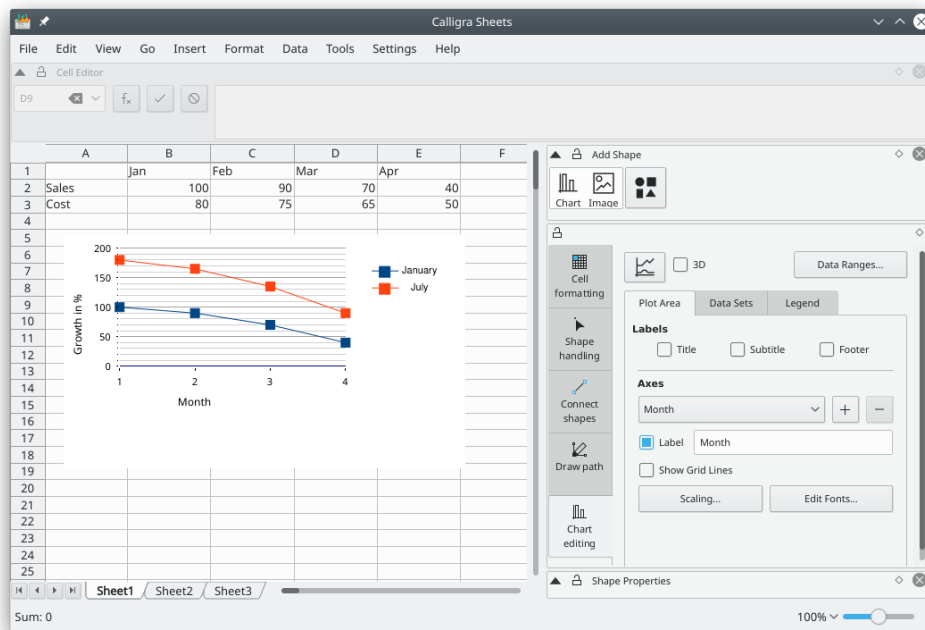 Calligra Sheets
File Edit View Go Insert Format Data Tools Settings Help
Cell Editor
D9 fx
A B C D E F
1 Jan Feb Mar Apr
2 Sales 100 90 70 40
3 Cost 80 75 65 50
4
5
6
7
8
9
10
11
12
13
14
15
16
17
18
19
20
21
22
23
24
25
200
150
100
50
0
Growth in %
1 2 3 4
Month
January
July
Sheet1 Sheet2 Sheet3
Sum: 0
Add Shape
Chart Image
Cell formatting
Shape handling
Connect shapes
Draw path
Chart editing
3D Data Ranges...
Plot Area Data Sets Legend
Labels
Title Subtitle Footer
Axes
Month + −
Label Month
Show Grid Lines
Scaling... Edit Fonts...
Shape Properties
100%